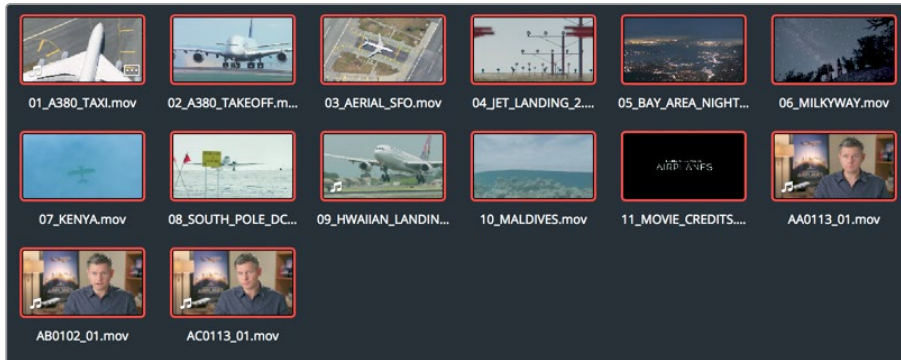 01_A380_TAXI.mov
02_A380_TAKEOFF.m...
03_AERIAL_SFO.mov
04_JET_LANDING_2....
05_BAY_AREA_NIGHT...
06_MILKYWAY.mov
AIRPLANES
07_KENYA.mov
08_SOUTH_POLE_DC...
09_HWAIIAN_LANDIN...
10_MALDIVES.mov
11_MOVIE_CREDITS....
AA0113_01.mov
AB0102_01.mov
AC0113_01.mov